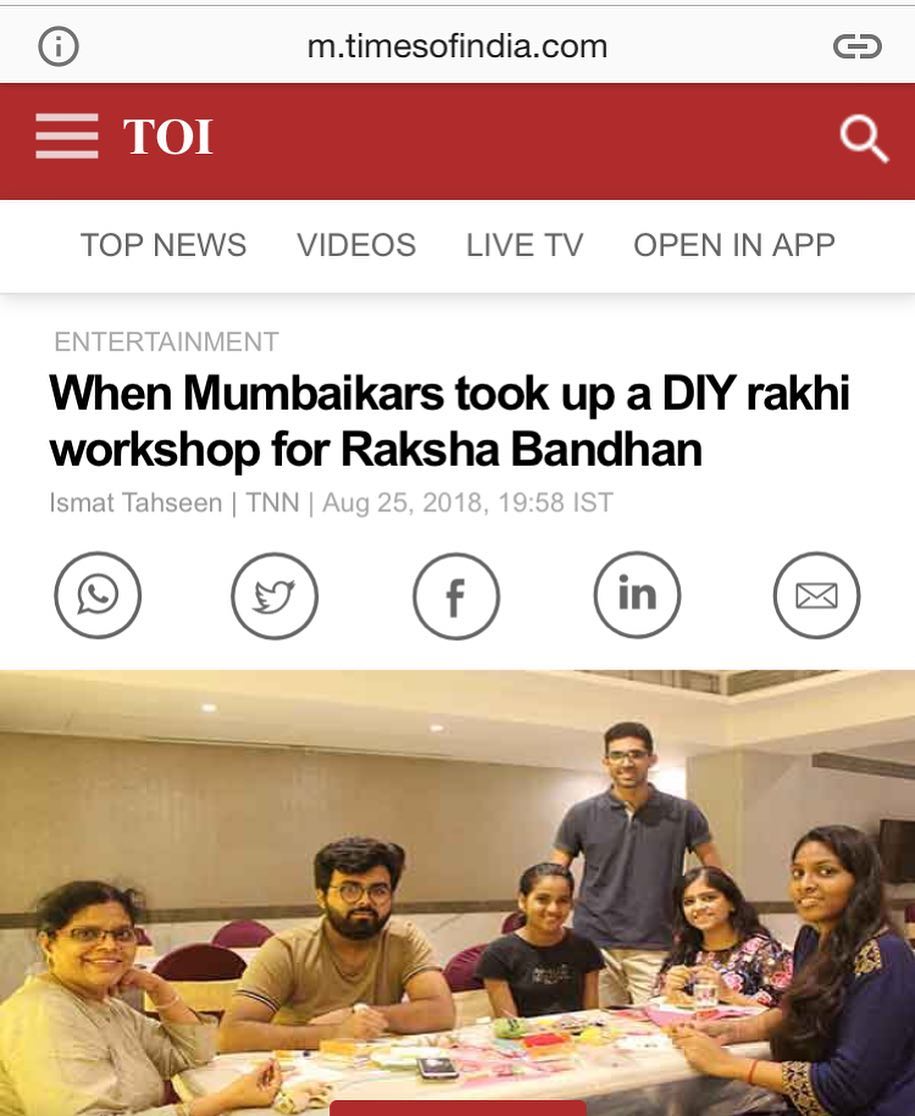 m.timesofindia.com
TOI
TOP NEWS VIDEOS LIVE TV OPEN IN APP
ENTERTAINMENT
When Mumbaikars took up a DIY rakhi
workshop for Raksha Bandhan
Ismat Tahseen | TNN | Aug 25, 2018, 19:58 IST